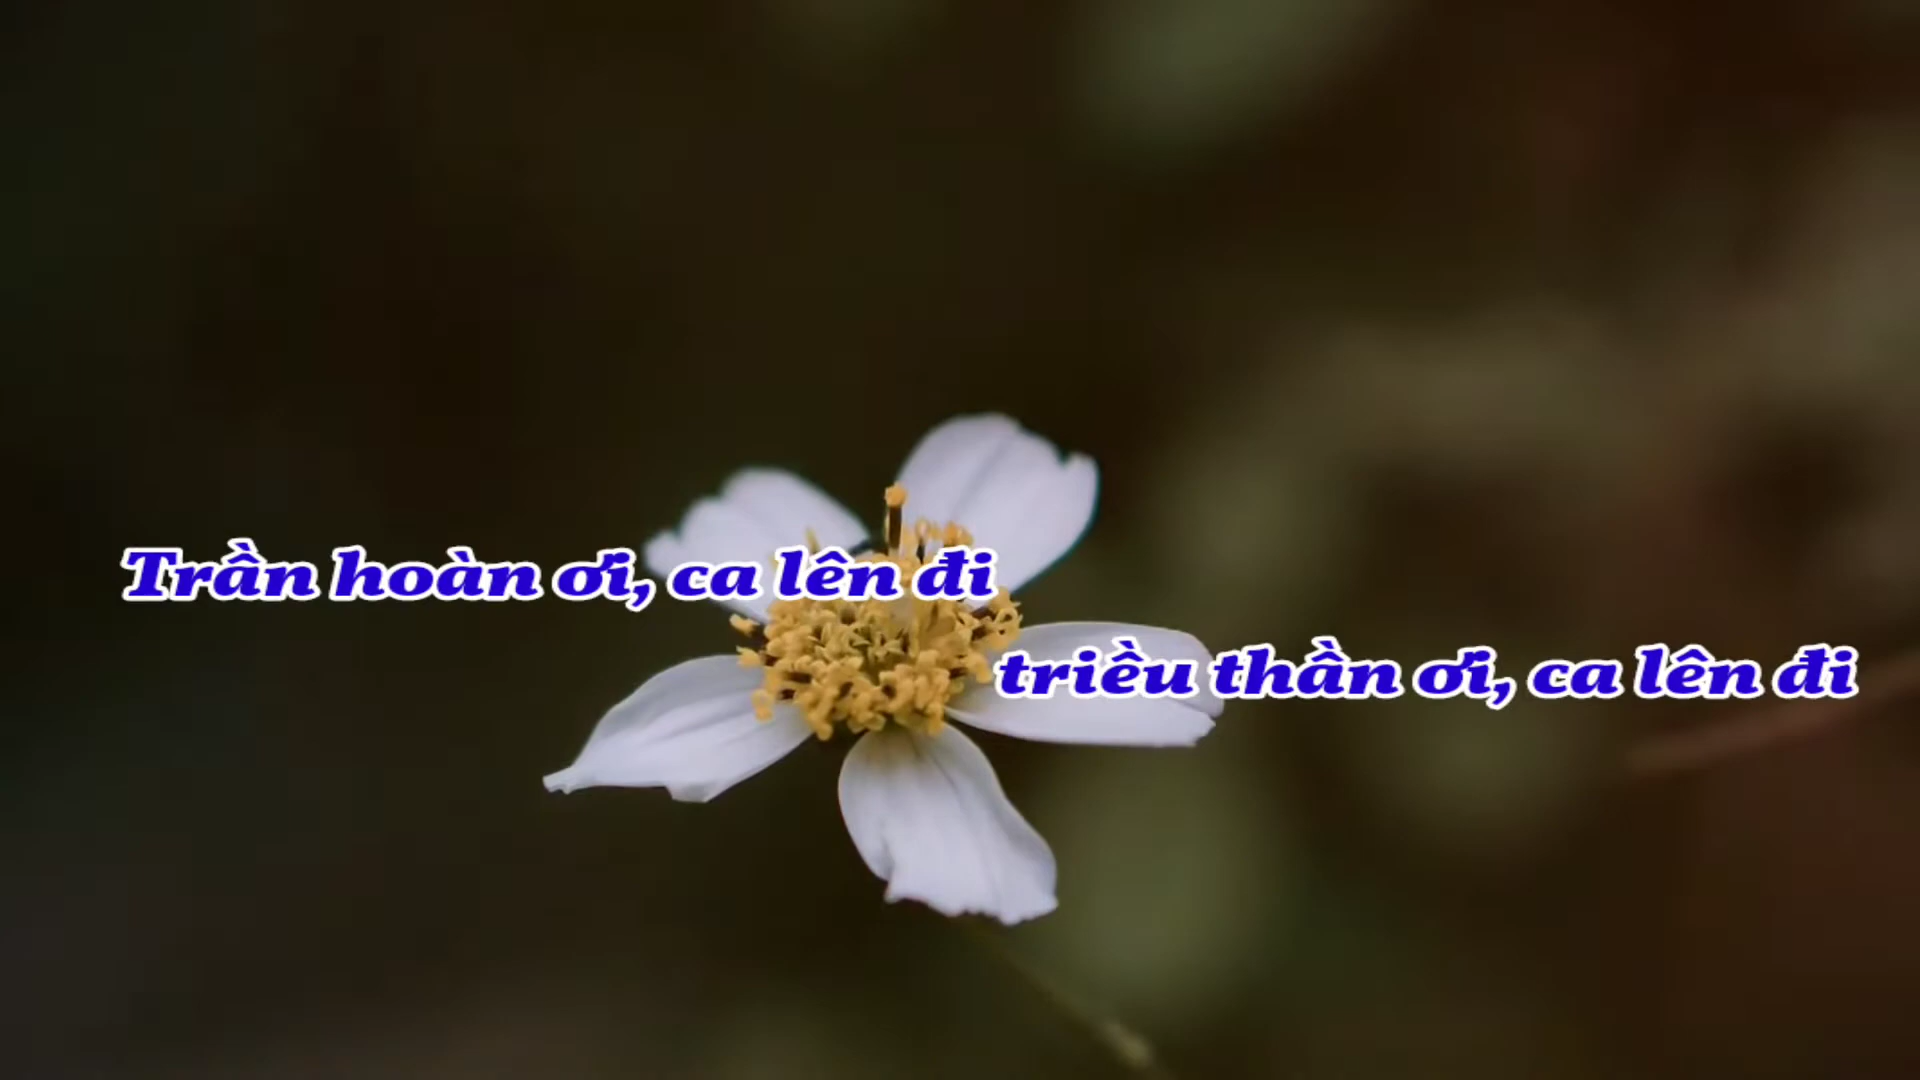 Trần hoàn ơi, ca lên đi
triều thần ơi, ca lên đi